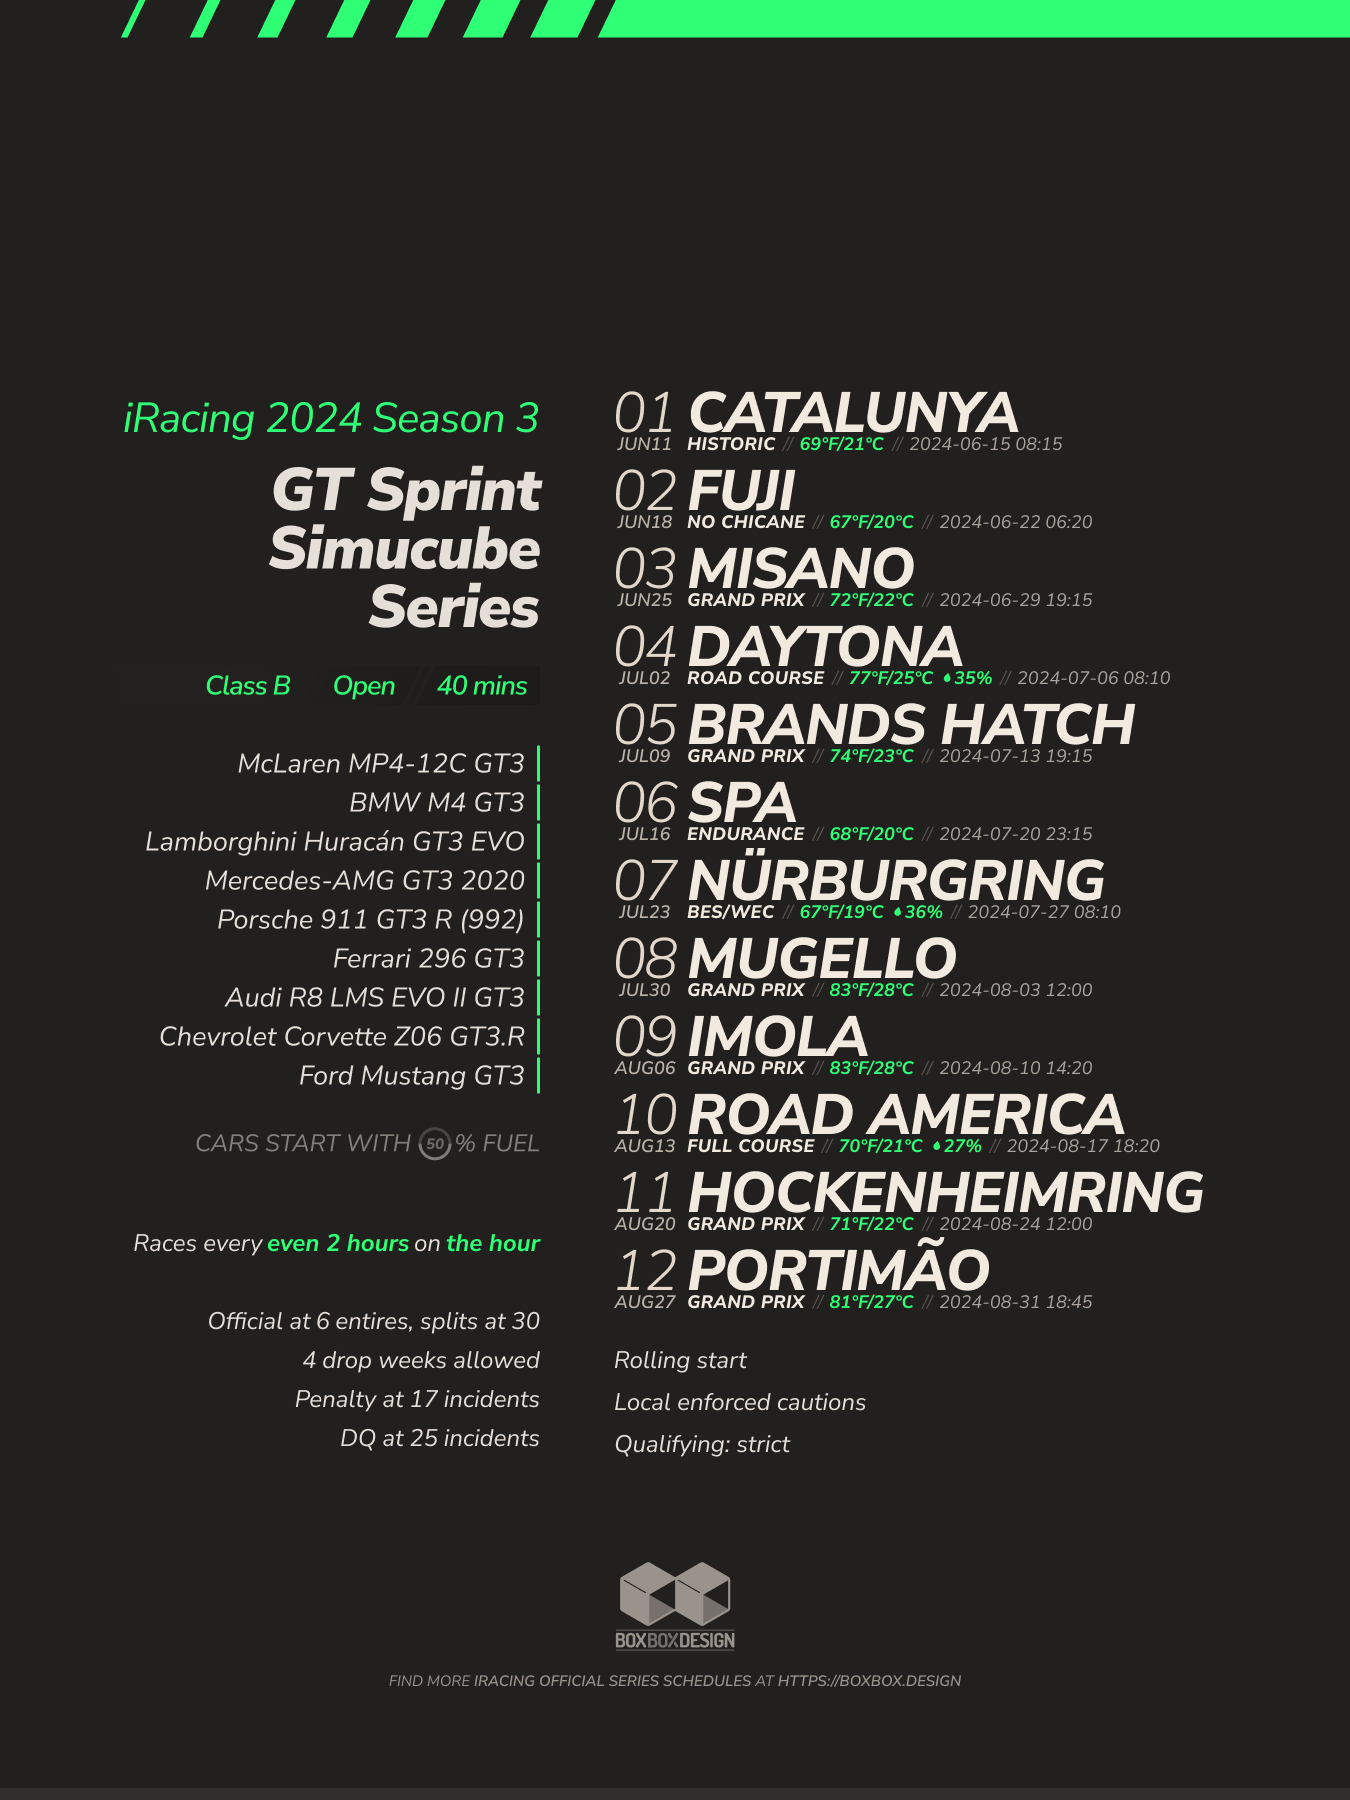 iRacing 2024 Season 3
GT Sprint
Simucube
Series
Class B Open // 40 mins
McLaren MP4-12C GT3
BMW M4 GT3
Lamborghini Huracán GT3 EVO
Mercedes-AMG GT3 2020
Porsche 911 GT3 R (992)
Ferrari 296 GT3
Audi R8 LMS EVO II GT3
Chevrolet Corvette Z06 GT3.R
Ford Mustang GT3
CARS START WITH 50 % FUEL
Races every even 2 hours on the hour
Official at 6 entires, splits at 30
4 drop weeks allowed
Penalty at 17 incidents
DQ at 25 incidents
01 CATALUNYA
JUN11 HISTORIC // 69°F/21°C // 2024-06-15 08:15
02 FUJI
JUN18 NO CHICANE // 67°F/20°C // 2024-06-22 06:20
03 MISANO
JUN25 GRAND PRIX // 72°F/22°C // 2024-06-29 19:15
04 DAYTONA
JUL02 ROAD COURSE // 77°F/25°C 35% // 2024-07-06 08:10
05 BRANDS HATCH
JUL09 GRAND PRIX // 74°F/23°C // 2024-07-13 19:15
06 SPA
JUL16 ENDURANCE // 68°F/20°C // 2024-07-20 23:15
07 NÜRBURGRING
JUL23 BES/WEC // 67°F/19°C 36% // 2024-07-27 08:10
08 MUGELLO
JUL30 GRAND PRIX // 83°F/28°C // 2024-08-03 12:00
09 IMOLA
AUG06 GRAND PRIX // 83°F/28°C // 2024-08-10 14:20
10 ROAD AMERICA
AUG13 FULL COURSE // 70°F/21°C 27% // 2024-08-17 18:20
11 HOCKENHEIMRING
AUG20 GRAND PRIX // 71°F/22°C // 2024-08-24 12:00
12 PORTIMÃO
AUG27 GRAND PRIX // 81°F/27°C // 2024-08-31 18:45
Rolling start
Local enforced cautions
Qualifying: strict
BOXBOXDESIGN
FIND MORE IRACING OFFICIAL SERIES SCHEDULES AT HTTPS://BOXBOX.DESIGN